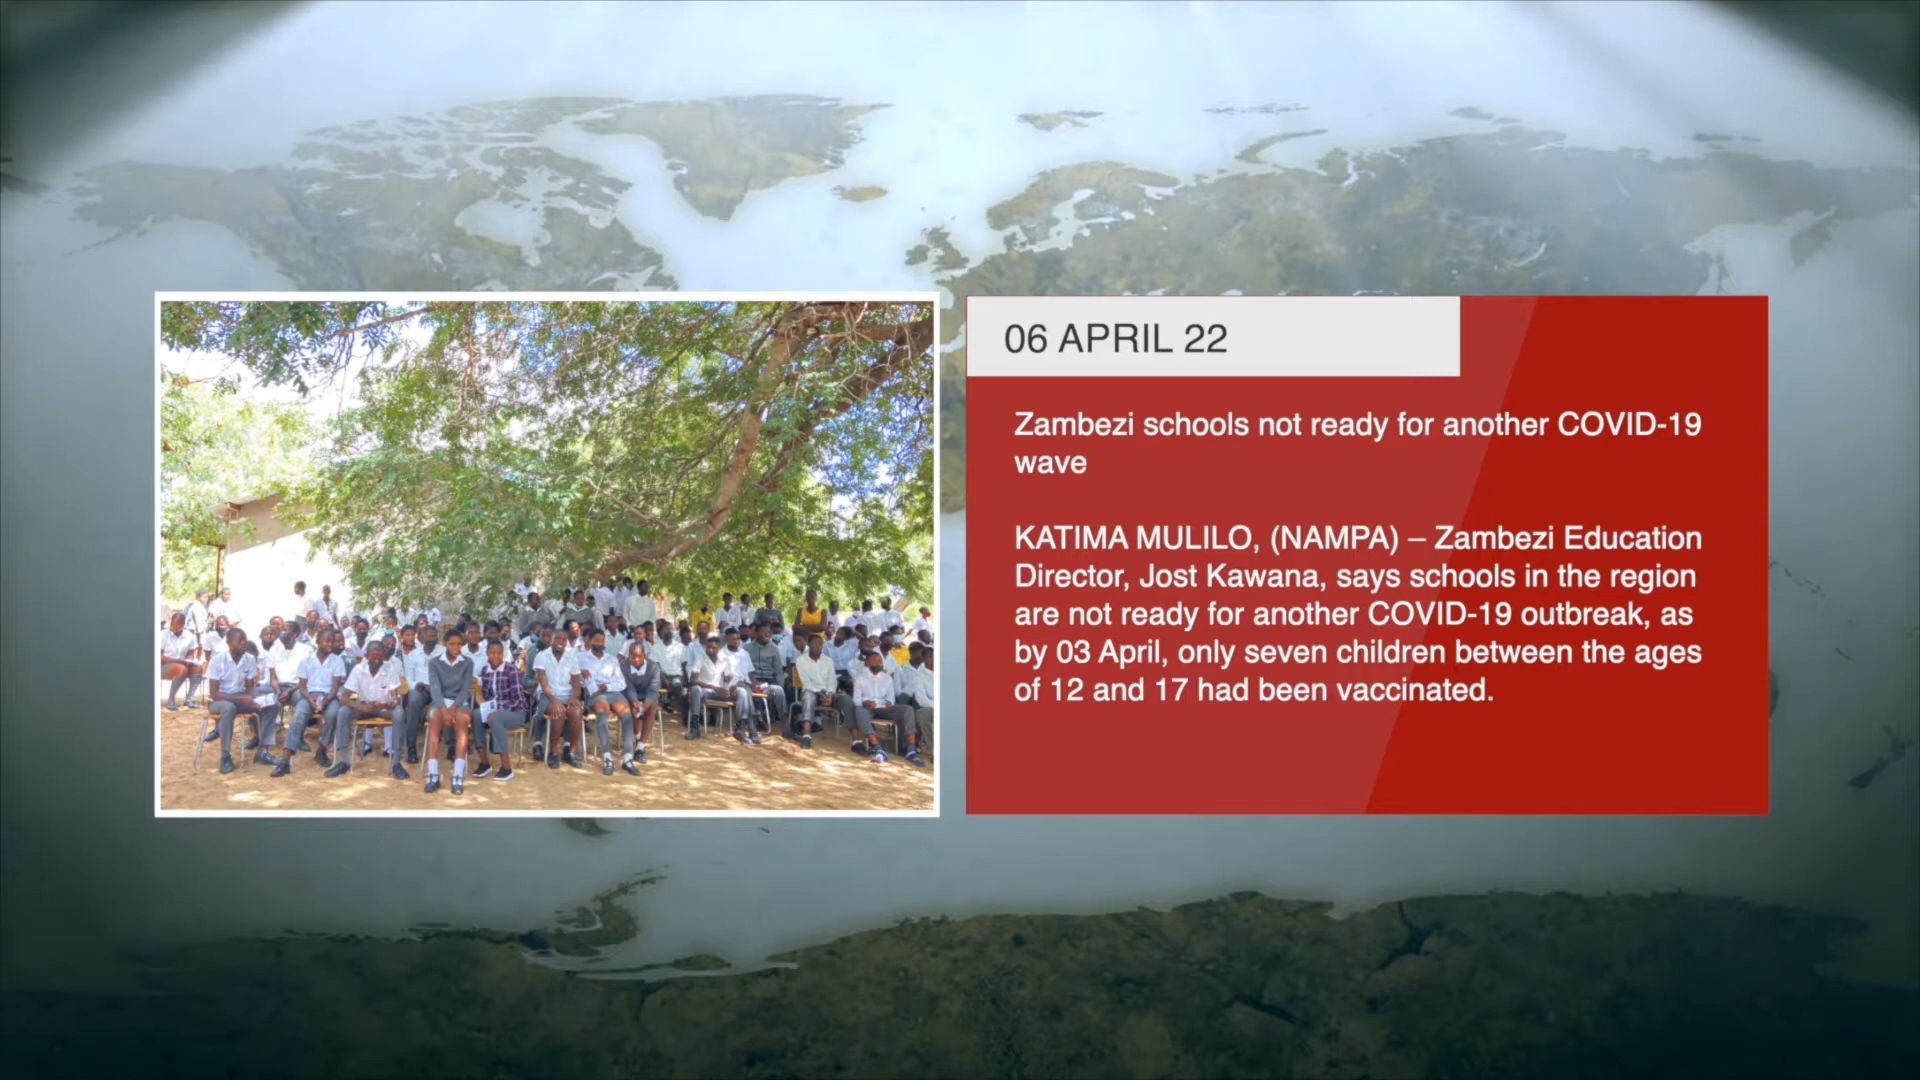 06 APRIL 22
Zambezi schools not ready for another COVID-19
wave
KATIMA MULILO, (NAMPA) – Zambezi Education
Director, Jost Kawana, says schools in the region
are not ready for another COVID-19 outbreak, as
by 03 April, only seven children between the ages
of 12 and 17 had been vaccinated.